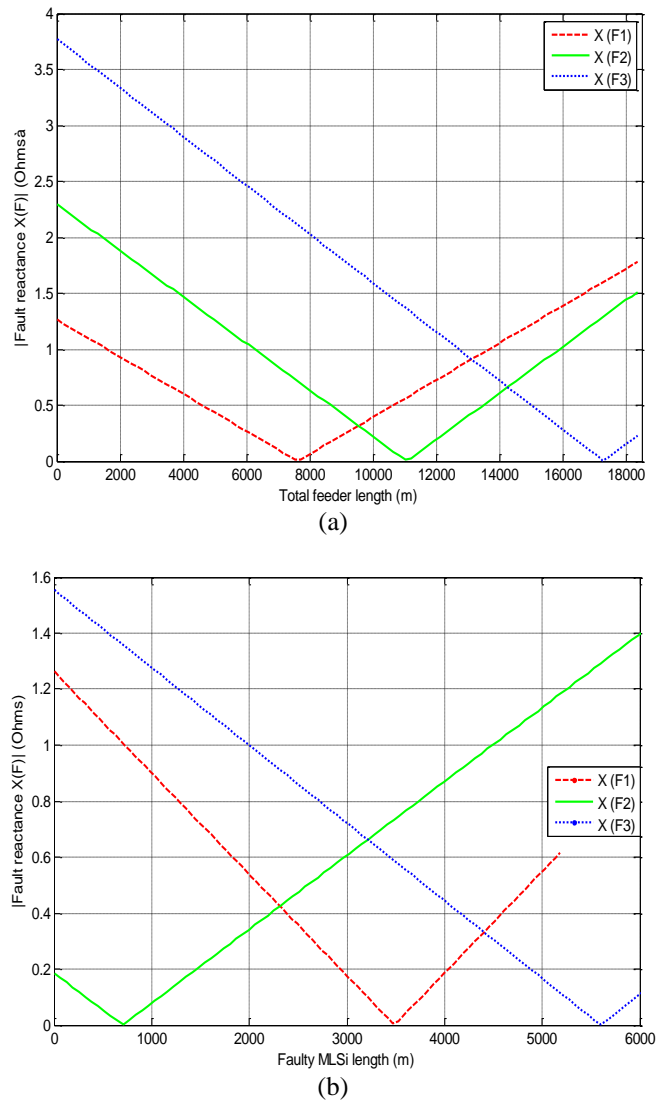 4
3.5
3
2.5
2
1.5
1
0.5
0
|Fault reactance X(F)| (Ohmsà
X (F1)
X (F2)
X (F3)
0 2000 4000 6000 8000 10000 12000 14000 16000 18000
Total feeder length (m)
(a)
1.6
1.4
1.2
1
0.8
0.6
0.4
0.2
0
|Fault reactance X(F)| (Ohms)
X (F1)
X (F2)
X (F3)
0 1000 2000 3000 4000 5000 6000
Faulty MLSi length (m)
(b)